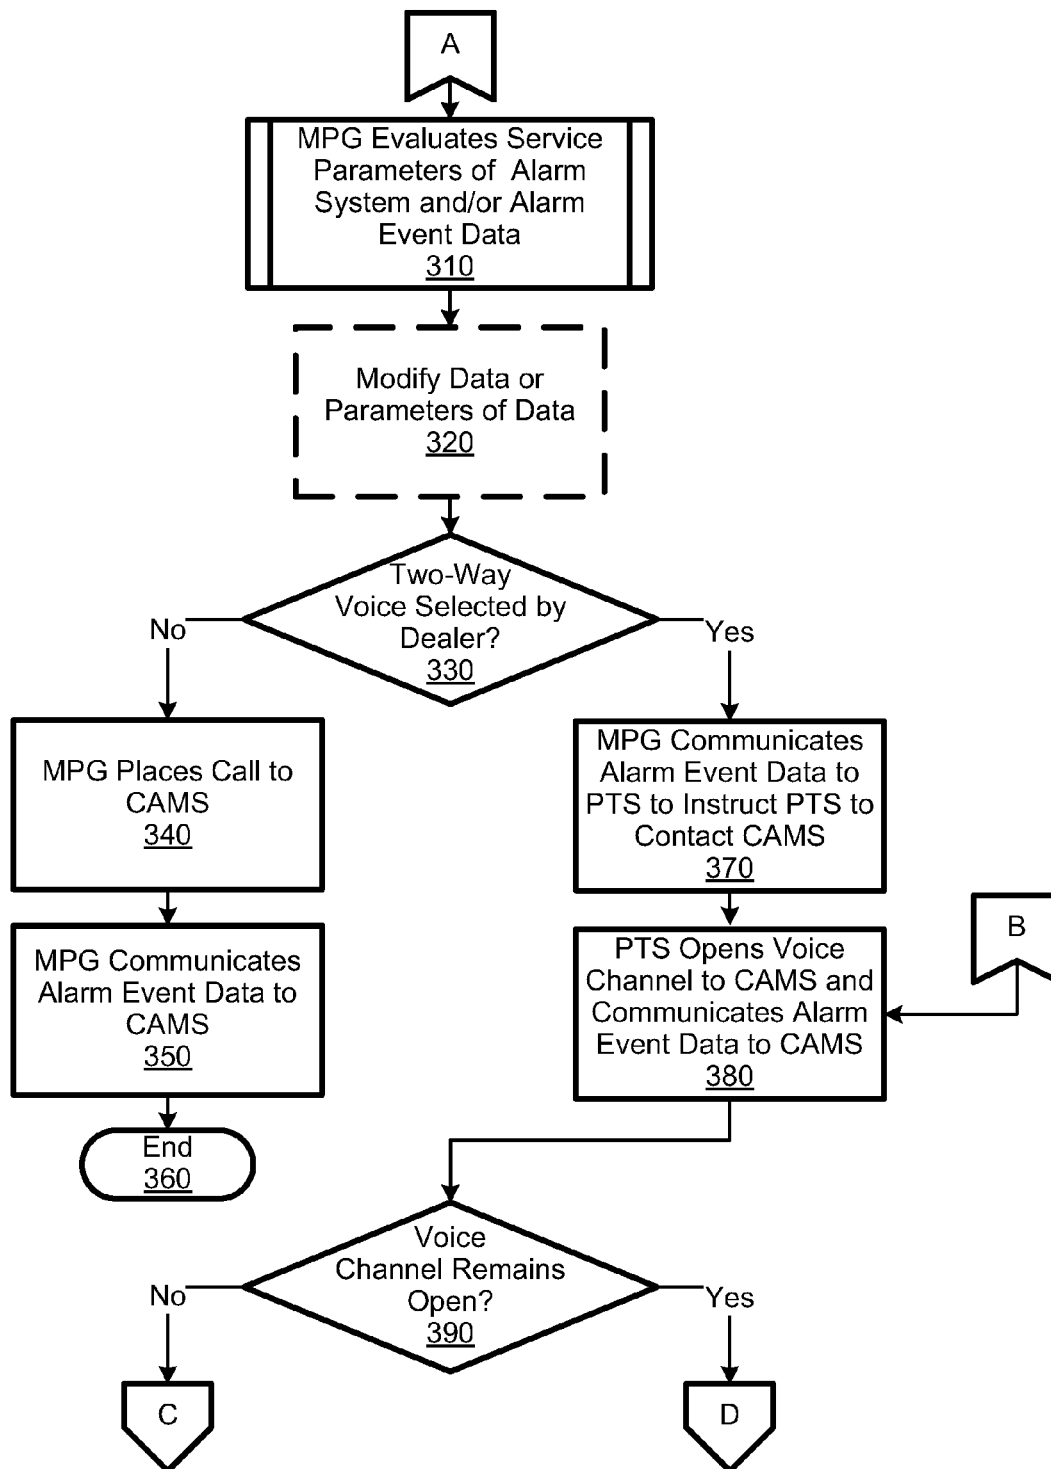 A
MPG Evaluates Service
Parameters of Alarm
System and/or Alarm
Event Data
310
Modify Data or
Parameters of Data
320
Two-Way
Voice Selected by
Dealer?
330
No
Yes
MPG Places Call to
CAMS
340
MPG Communicates
Alarm Event Data to
PTS to Instruct PTS to
Contact CAMS
370
MPG Communicates
Alarm Event Data to
CAMS
350
PTS Opens Voice
Channel to CAMS and
Communicates Alarm
Event Data to CAMS
380
B
End
360
Voice
Channel Remains
Open?
390
No
Yes
C
D